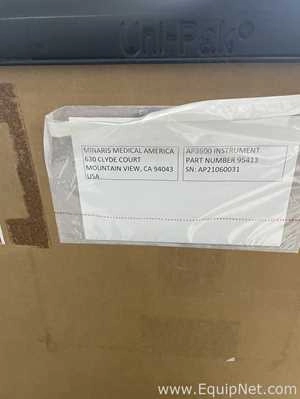 Uni-Pak®
MINARIS MEDICAL AMERICA
630 CLYDE COURT
MOUNTAIN VIEW, CA 94043
USA
AP3600 INSTRUMENT
PART NUMBER 95413
SN: AP21060031
www.EquipNet.com